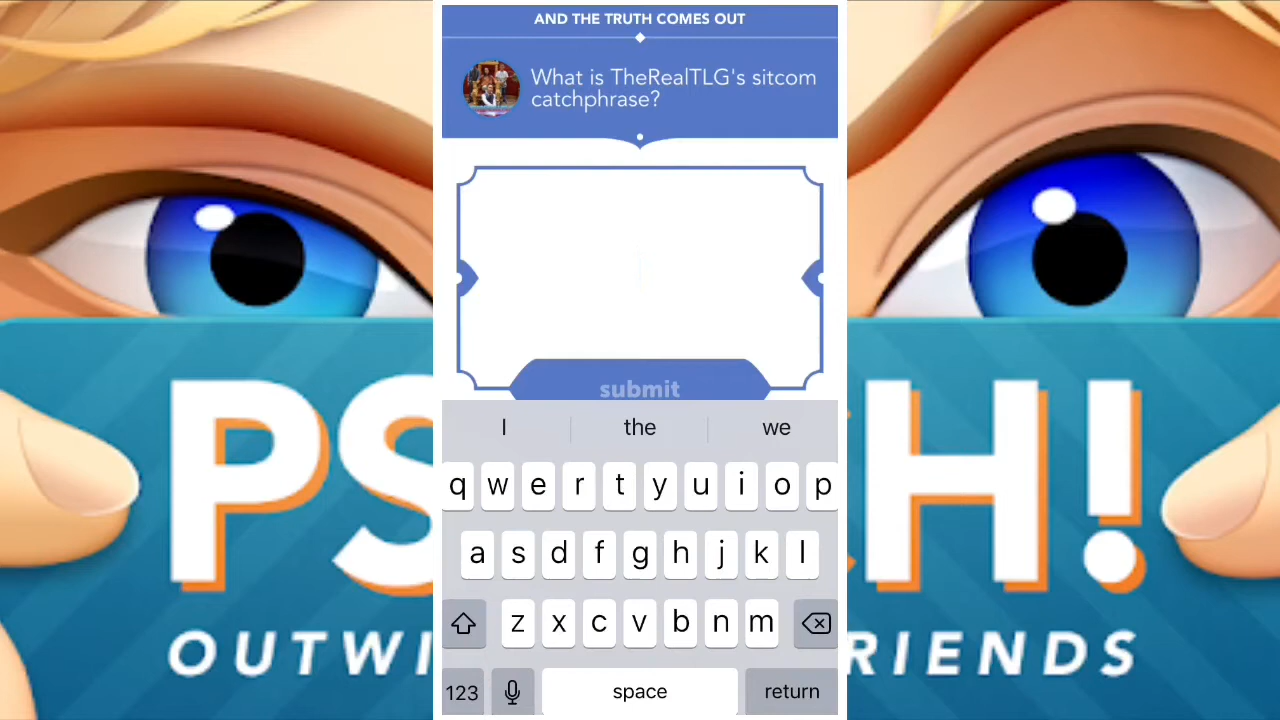 AND THE TRUTH COMES OUT
What is TheRealTLG's sitcom
catchphrase?
submit
I the we
q w e r t y u i o p
a s d f g h j k l
z x c v b n m
123 space return
PS H!
OUTWI RIENDS